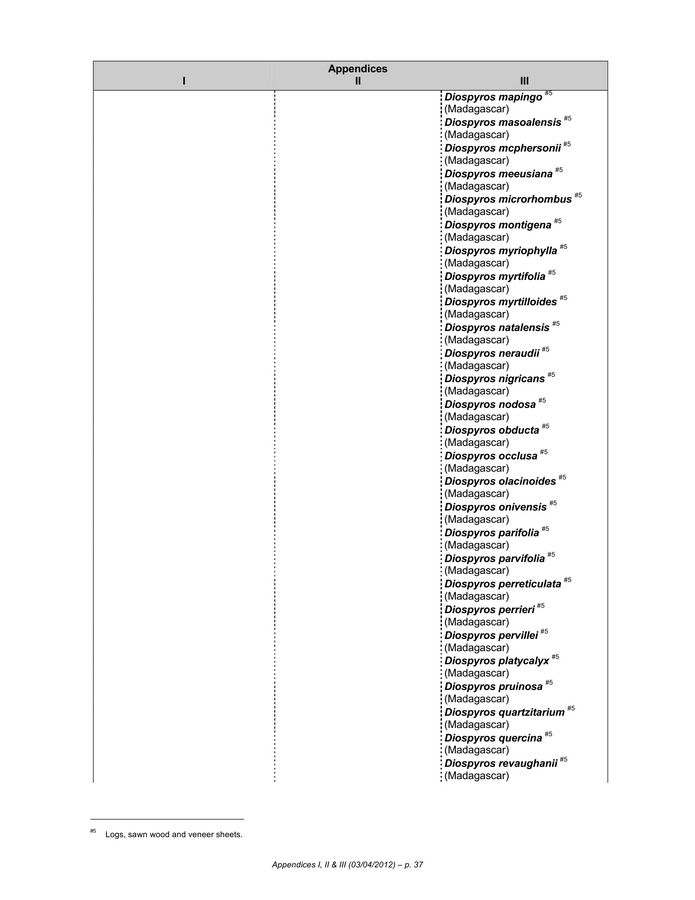 Appendices
I II III
Diospyros mapingo #5
(Madagascar)
Diospyros masoalensis #5
(Madagascar)
Diospyros mcphersonii #5
(Madagascar)
Diospyros meeusiana #5
(Madagascar)
Diospyros microrhombus #5
(Madagascar)
Diospyros montigena #5
(Madagascar)
Diospyros myriophylla #5
(Madagascar)
Diospyros myrtifolia #5
(Madagascar)
Diospyros myrtilloides #5
(Madagascar)
Diospyros natalensis #5
(Madagascar)
Diospyros neraudii #5
(Madagascar)
Diospyros nigricans #5
(Madagascar)
Diospyros nodosa #5
(Madagascar)
Diospyros obducta #5
(Madagascar)
Diospyros occlusa #5
(Madagascar)
Diospyros olacinoides #5
(Madagascar)
Diospyros onivensis #5
(Madagascar)
Diospyros parifolia #5
(Madagascar)
Diospyros parvifolia #5
(Madagascar)
Diospyros perreticulata #5
(Madagascar)
Diospyros perrieri #5
(Madagascar)
Diospyros pervillei #5
(Madagascar)
Diospyros platycalyx #5
(Madagascar)
Diospyros pruinosa #5
(Madagascar)
Diospyros quartzitarium #5
(Madagascar)
Diospyros quercina #5
(Madagascar)
Diospyros revaughanii #5
(Madagascar)
#5 Logs, sawn wood and veneer sheets.
Appendices I, II & III (03/04/2012) – p. 37